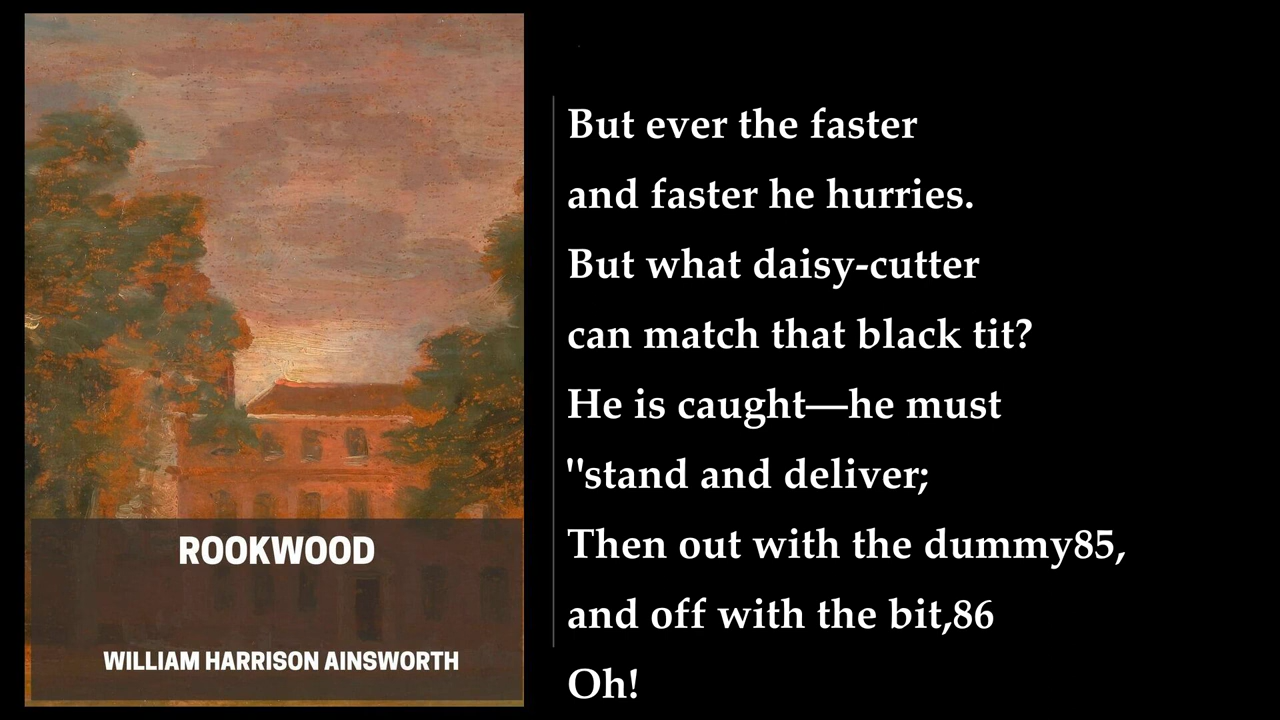 ROOKWOOD
WILLIAM HARRISON AINSWORTH
But ever the faster
and faster he hurries.
But what daisy-cutter
can match that black tit?
He is caught—he must
"stand and deliver;
Then out with the dummy85,
and off with the bit,86
Oh!